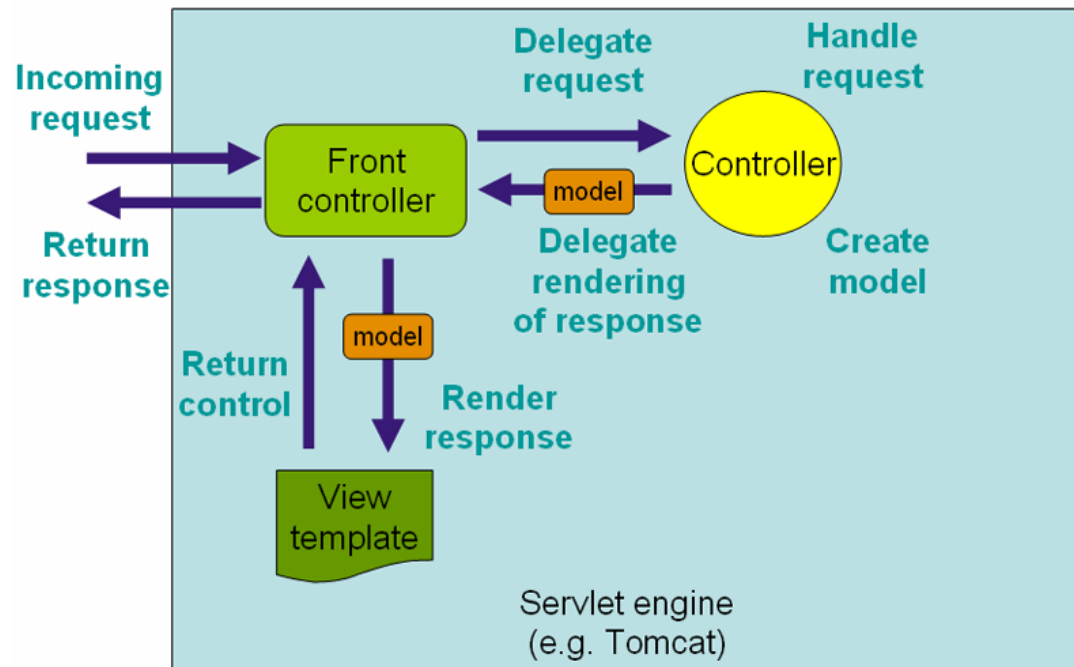 Incoming
request
Return
response
Front
controller
Delegate
request
Handle
request
Controller
model
Delegate
rendering
of response
Create
model
model
Return
control
Render
response
View
template
Servlet engine
(e.g. Tomcat)